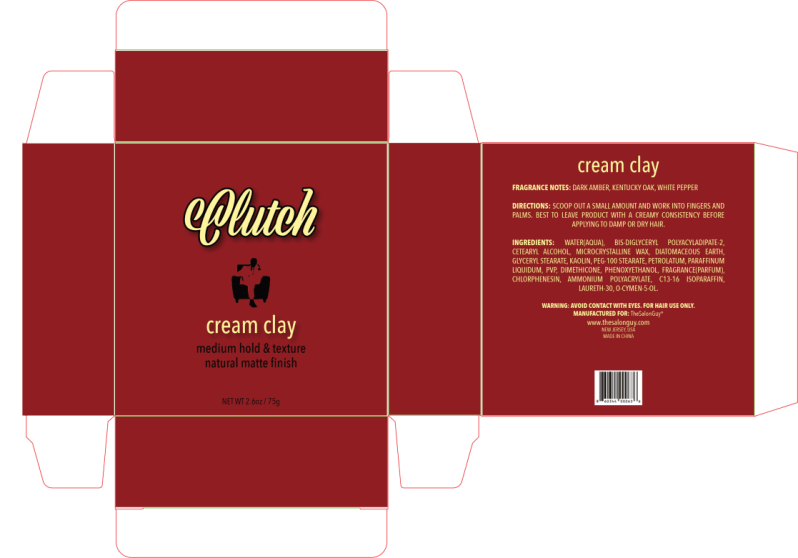 Clutch
cream clay
medium hold & texture
natural matte finish
NET WT 2.6oz / 75g
cream clay
FRAGRANCE NOTES: DARK AMBER, KENTUCKY OAK, WHITE PEPPER
DIRECTIONS: SCOOP OUT A SMALL AMOUNT AND WORK INTO FINGERS AND
PALMS. BEST TO LEAVE PRODUCT WITH A CREAMY CONSISTENCY BEFORE
APPLYING TO DAMP OR DRY HAIR.
INGREDIENTS: WATER(AQUA), BIS-DIGLYCERYL POLYACYLADIPATE-2,
CETEARYL ALCOHOL, MICROCRYSTALLINE WAX, DIATOMACEOUS EARTH,
GLYCERYL STEARATE, KAOLIN, PEG-100 STEARATE, PETROLATUM, PARAFFINUM
LIQUIDUM, PVP, DIMETHICONE, PHENOXYETHANOL, FRAGRANCE(PARFUM),
CHLORPHENESIN, AMMONIUM POLYACRYLATE, C13-16 ISOPARAFFIN,
LAURETH-30, O-CYMEN-5-OL.
WARNING: AVOID CONTACT WITH EYES. FOR HAIR USE ONLY.
MANUFACTURED FOR: TheSalonGuy®
www.thesalonguy.com
NEW JERSEY, USA
MADE IN CHINA